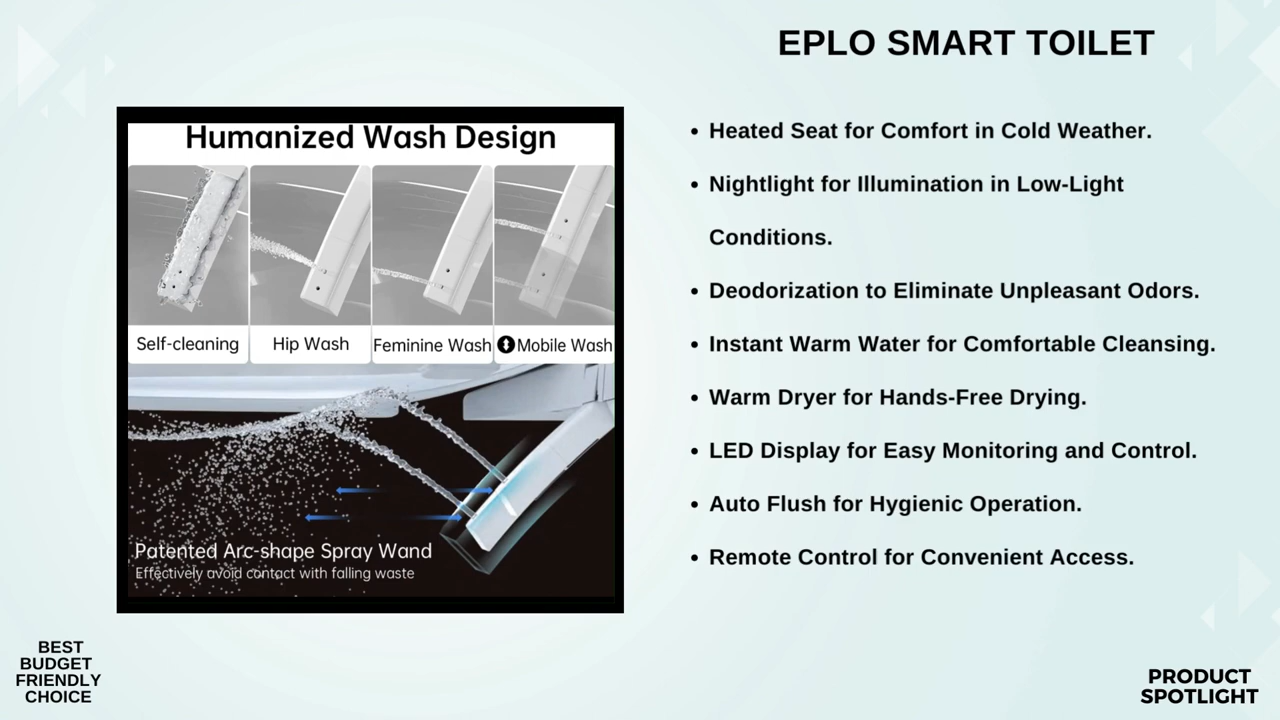 EPLO SMART TOILET
Humanized Wash Design
Self-cleaning
Hip Wash
Feminine Wash
Mobile Wash
Patented Arc-shape Spray Wand
Effectively avoid contact with falling waste
• Heated Seat for Comfort in Cold Weather.
• Nightlight for Illumination in Low-Light
Conditions.
• Deodorization to Eliminate Unpleasant Odors.
• Instant Warm Water for Comfortable Cleansing.
• Warm Dryer for Hands-Free Drying.
• LED Display for Easy Monitoring and Control.
• Auto Flush for Hygienic Operation.
• Remote Control for Convenient Access.
BEST
BUDGET
FRIENDLY
CHOICE
PRODUCT
SPOTLIGHT